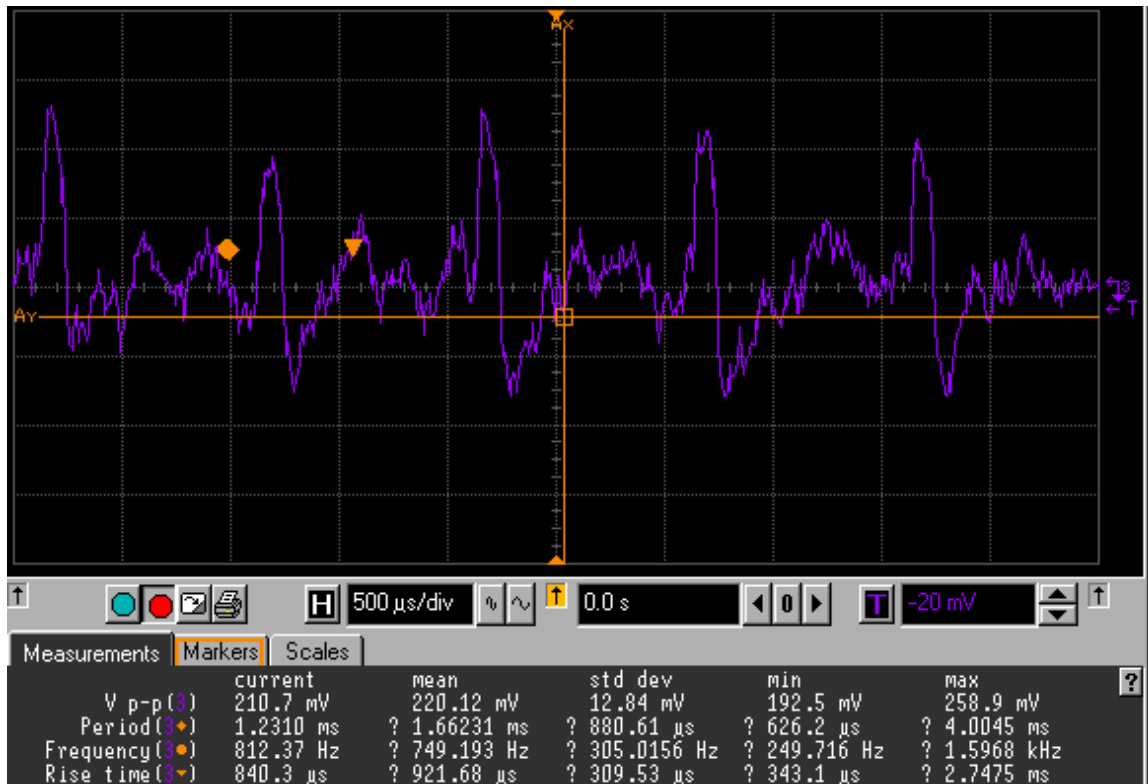 Ax
3
Ay
T
H 500 µs/div 0.0 s 0 T -20 mV
Measurements Markers Scales
current mean std dev min max ?
V p-p(3) 210.7 mV 220.12 mV 12.84 mV 192.5 mV 258.9 mV
Period(3◆) 1.2310 ms ? 1.66231 ms ? 880.61 µs ? 626.2 µs ? 4.0045 ms
Frequency(3●) 812.37 Hz ? 749.193 Hz ? 305.0156 Hz ? 249.716 Hz ? 1.5968 kHz
Rise time(3▾) 840.3 µs ? 921.68 µs ? 309.53 µs ? 343.1 µs ? 2.7475 ms